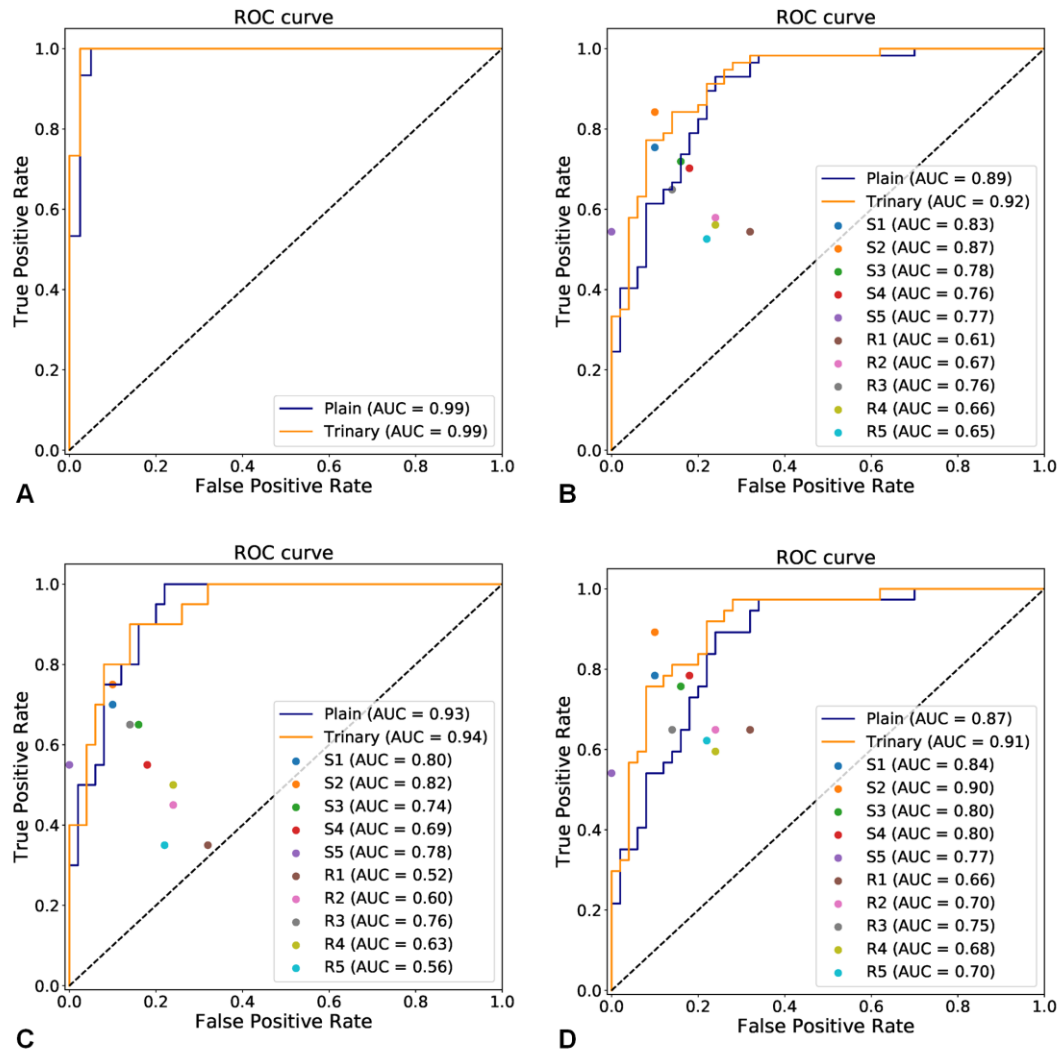 ROC curve
1.0
0.8
0.6
0.4
0.2
0.0
True Positive Rate
Plain (AUC = 0.99)
Trinary (AUC = 0.99)
0.0 0.2 0.4 0.6 0.8 1.0
False Positive Rate
A
ROC curve
1.0
0.8
0.6
0.4
0.2
0.0
True Positive Rate
Plain (AUC = 0.89)
Trinary (AUC = 0.92)
S1 (AUC = 0.83)
S2 (AUC = 0.87)
S3 (AUC = 0.78)
S4 (AUC = 0.76)
S5 (AUC = 0.77)
R1 (AUC = 0.61)
R2 (AUC = 0.67)
R3 (AUC = 0.76)
R4 (AUC = 0.66)
R5 (AUC = 0.65)
0.0 0.2 0.4 0.6 0.8 1.0
False Positive Rate
B
ROC curve
1.0
0.8
0.6
0.4
0.2
0.0
True Positive Rate
Plain (AUC = 0.93)
Trinary (AUC = 0.94)
S1 (AUC = 0.80)
S2 (AUC = 0.82)
S3 (AUC = 0.74)
S4 (AUC = 0.69)
S5 (AUC = 0.78)
R1 (AUC = 0.52)
R2 (AUC = 0.60)
R3 (AUC = 0.76)
R4 (AUC = 0.63)
R5 (AUC = 0.56)
0.0 0.2 0.4 0.6 0.8 1.0
False Positive Rate
C
ROC curve
1.0
0.8
0.6
0.4
0.2
0.0
True Positive Rate
Plain (AUC = 0.87)
Trinary (AUC = 0.91)
S1 (AUC = 0.84)
S2 (AUC = 0.90)
S3 (AUC = 0.80)
S4 (AUC = 0.80)
S5 (AUC = 0.77)
R1 (AUC = 0.66)
R2 (AUC = 0.70)
R3 (AUC = 0.75)
R4 (AUC = 0.68)
R5 (AUC = 0.70)
0.0 0.2 0.4 0.6 0.8 1.0
False Positive Rate
D